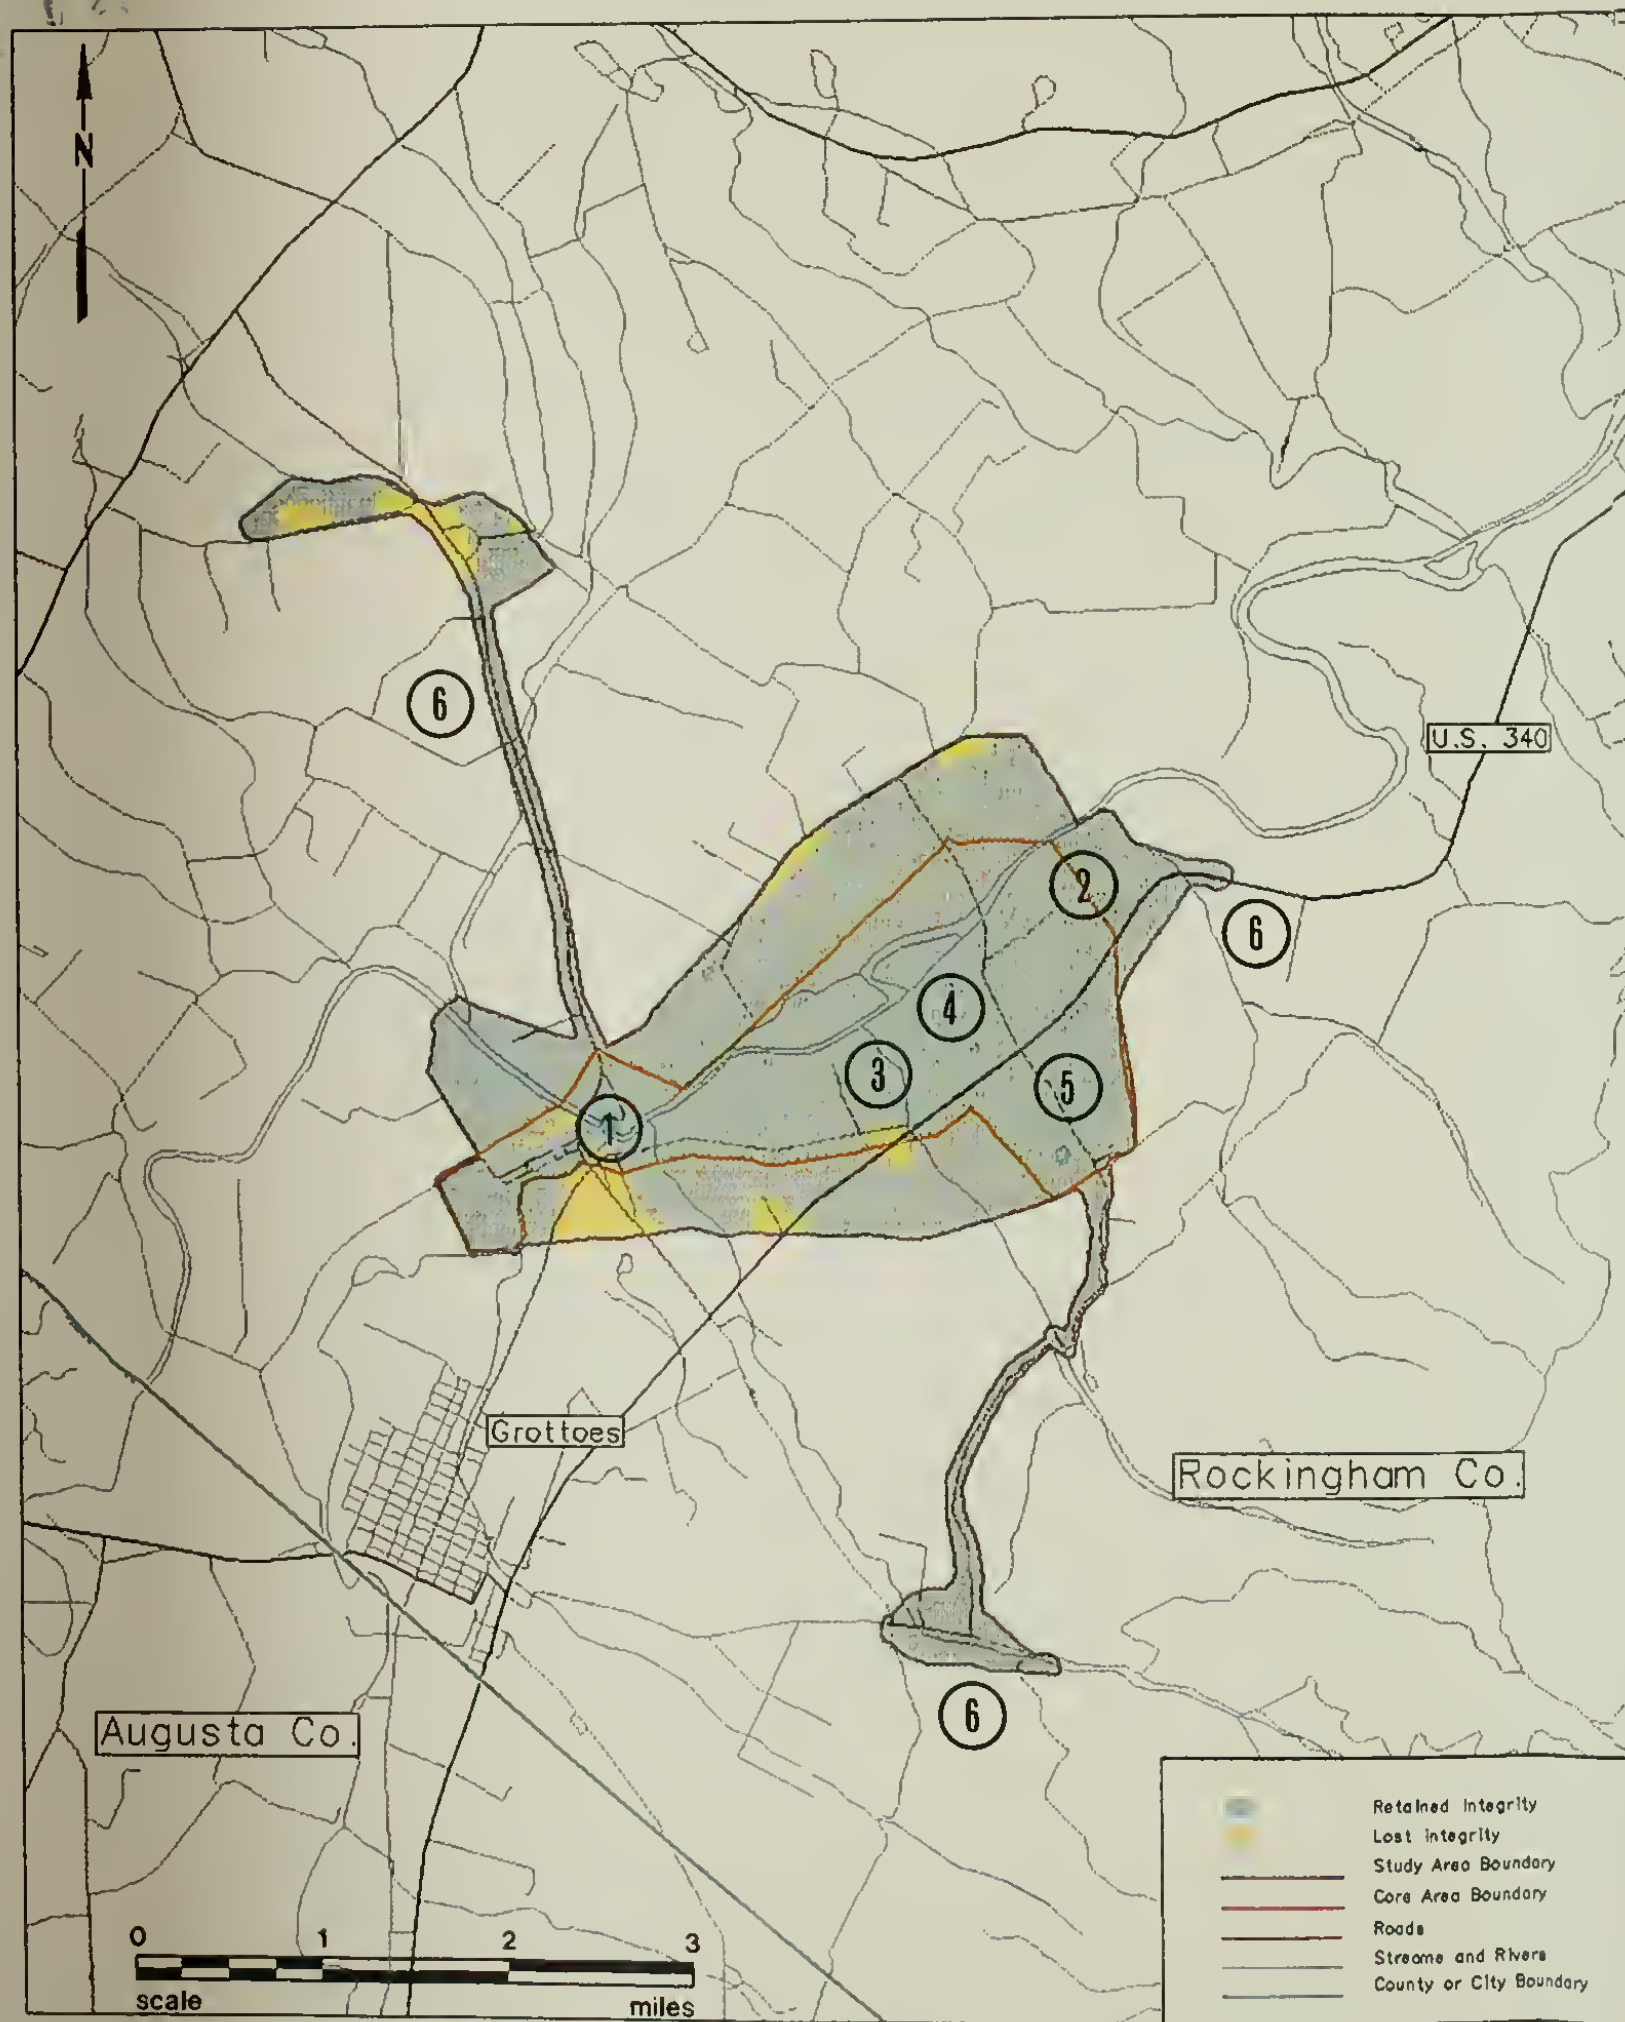 N
6
U.S. 340
2
6
4
3
5
1
Grottoes
Rockingham Co.
6
Augusta Co.
Retained Integrity
Lost Integrity
Study Area Boundary
Core Area Boundary
Roads
Streams and Rivers
County or City Boundary
0 1 2 3
scale miles